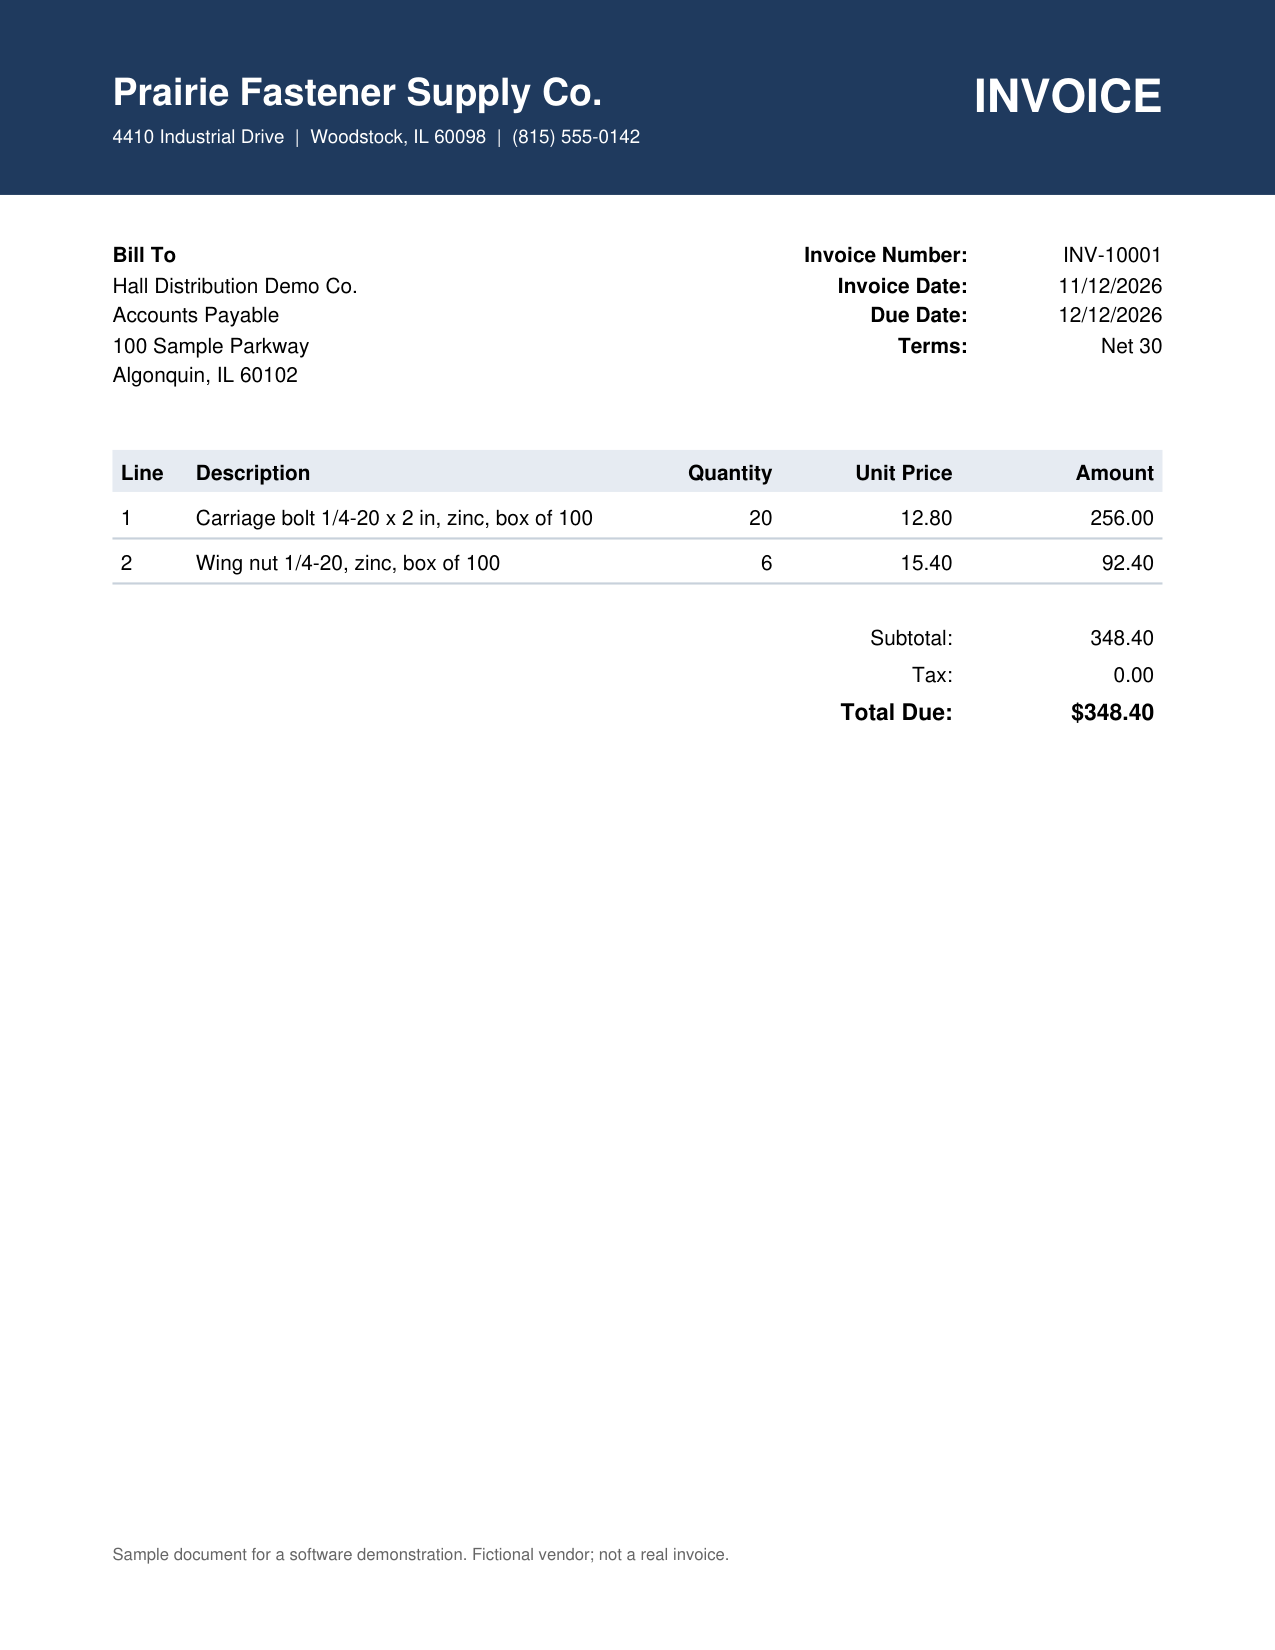 Prairie Fastener Supply Co.
INVOICE
4410 Industrial Drive | Woodstock, IL 60098 | (815) 555-0142
Bill To
Hall Distribution Demo Co.
Accounts Payable
100 Sample Parkway
Algonquin, IL 60102
Invoice Number: INV-10001
Invoice Date: 11/12/2026
Due Date: 12/12/2026
Terms: Net 30
Line Description Quantity Unit Price Amount
1 Carriage bolt 1/4-20 x 2 in, zinc, box of 100 20 12.80 256.00
2 Wing nut 1/4-20, zinc, box of 100 6 15.40 92.40
Subtotal: 348.40
Tax: 0.00
Total Due: $348.40
Sample document for a software demonstration. Fictional vendor; not a real invoice.